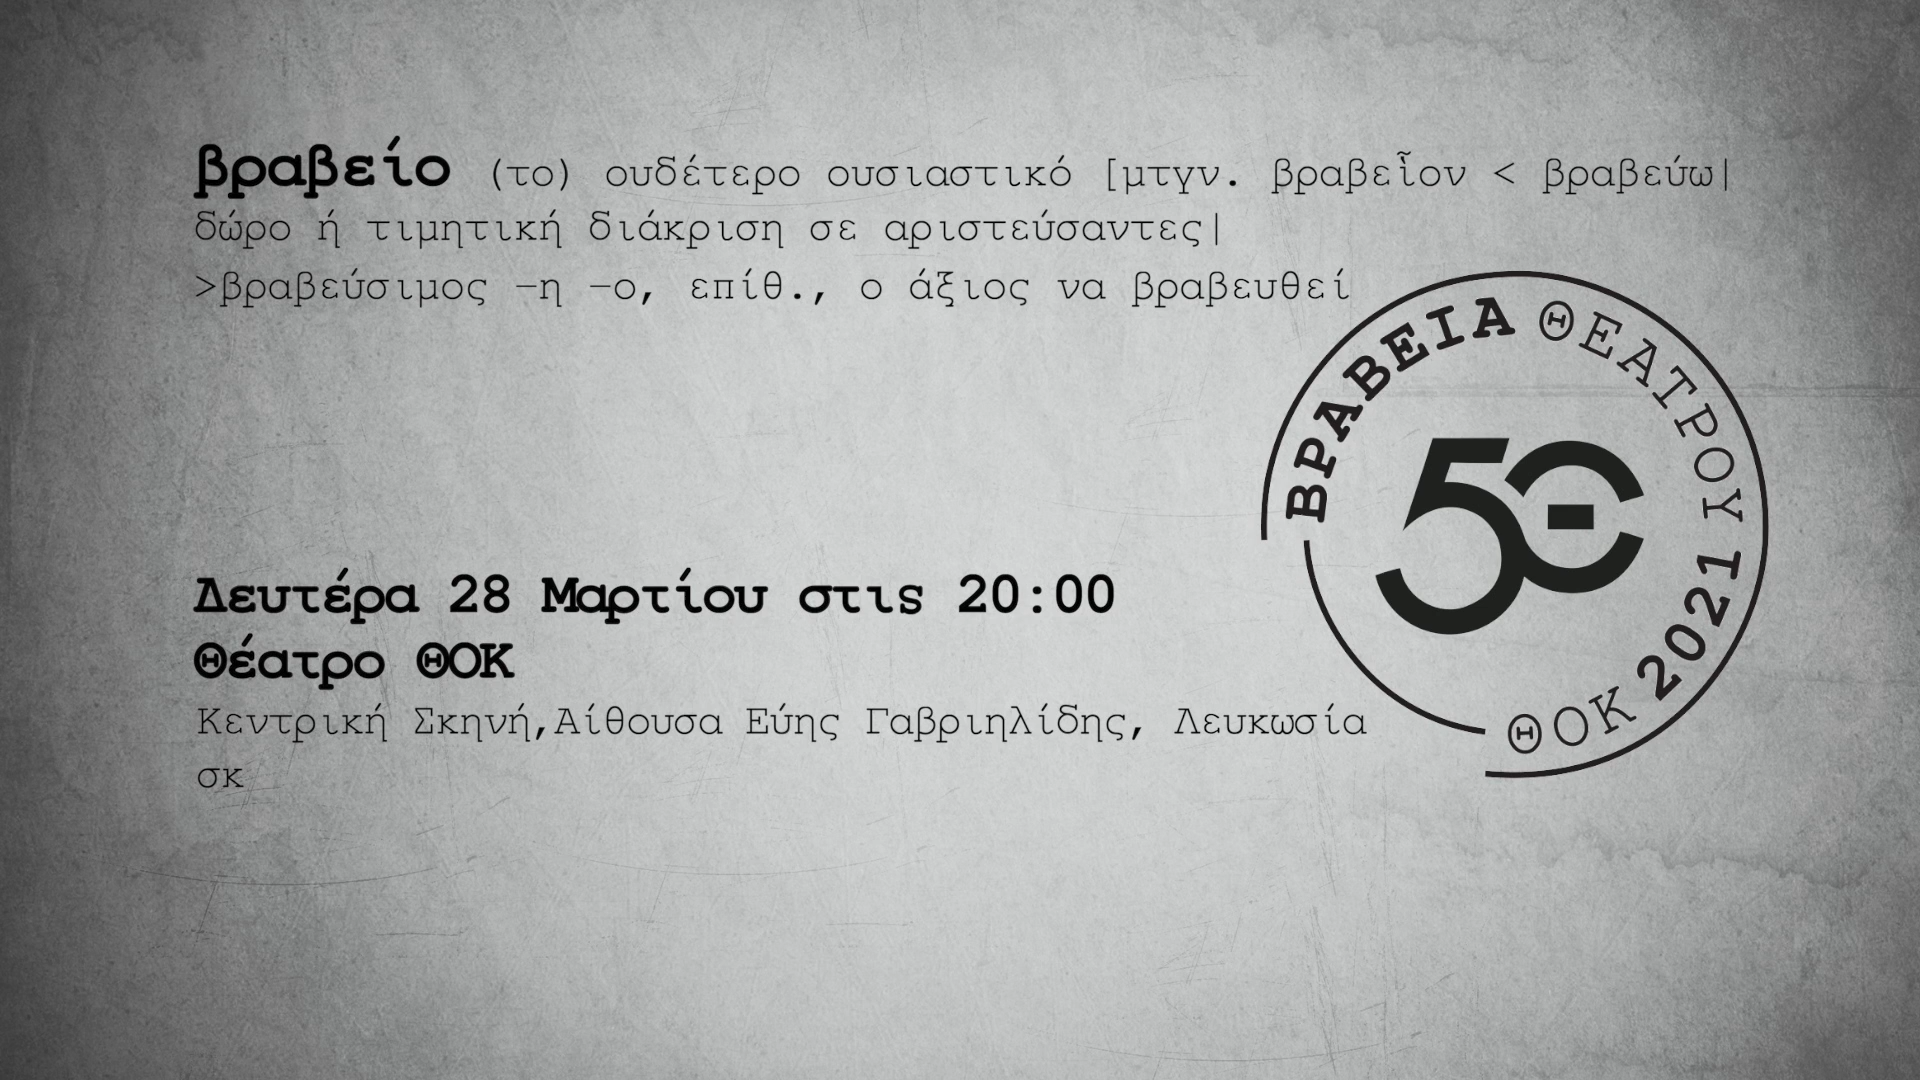 βραβείο (το) ουδέτερο ουσιαστικό [μτγν. βραβεῖον < βραβεύω|
δώρο ή τιμητική διάκριση σε αριστεύσαντες|
>βραβεύσιμος –η –ο, επίθ., ο άξιος να βραβευθεί
ΒΡΑΒΕΙΑ ΘΕΑΤΡΟΥ
5Θ
ΘΟΚ 2021
Δευτέρα 28 Μαρτίου στις 20:00
Θέατρο ΘΟΚ
Κεντρική Σκηνή,Αίθουσα Εύης Γαβριηλίδης, Λευκωσία
σκ